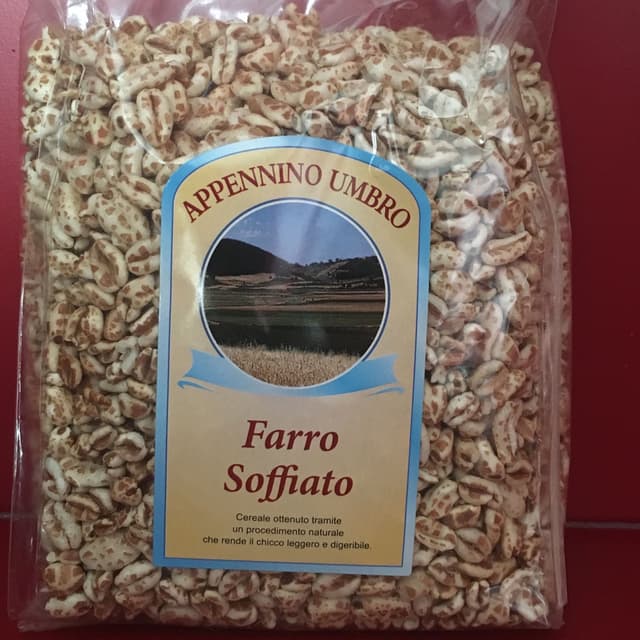 APPENNINO UMBRO
Farro
Soffiato
Cereale ottenuto tramite
un procedimento naturale
che rende il chicco leggero e digeribile.